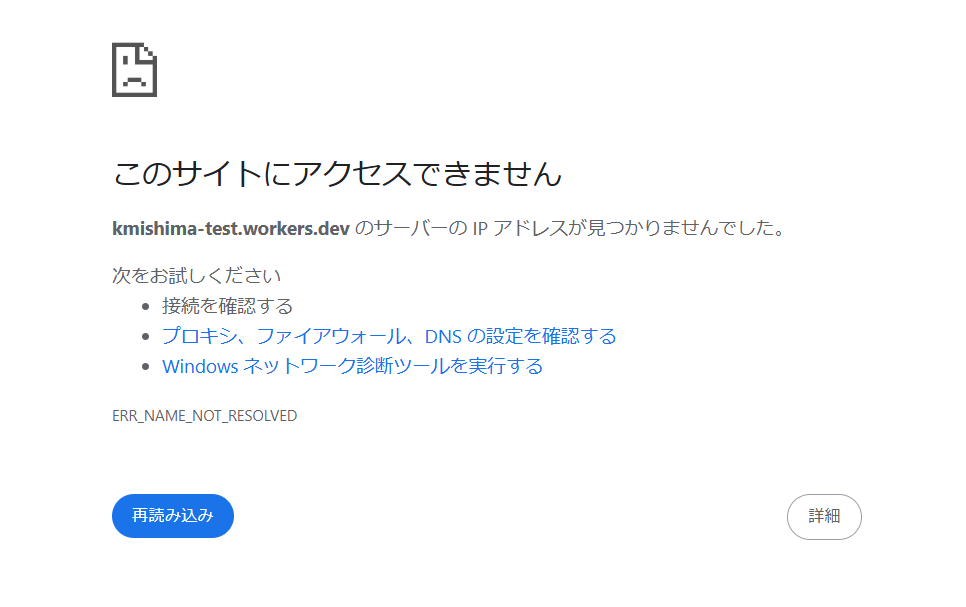 このサイトにアクセスできません
kmishima-test.workers.dev のサーバーの IP アドレスが見つかりませんでした。
次をお試しください
接続を確認する
プロキシ、ファイアウォール、DNS の設定を確認する
Windows ネットワーク診断ツールを実行する
ERR_NAME_NOT_RESOLVED
再読み込み
詳細